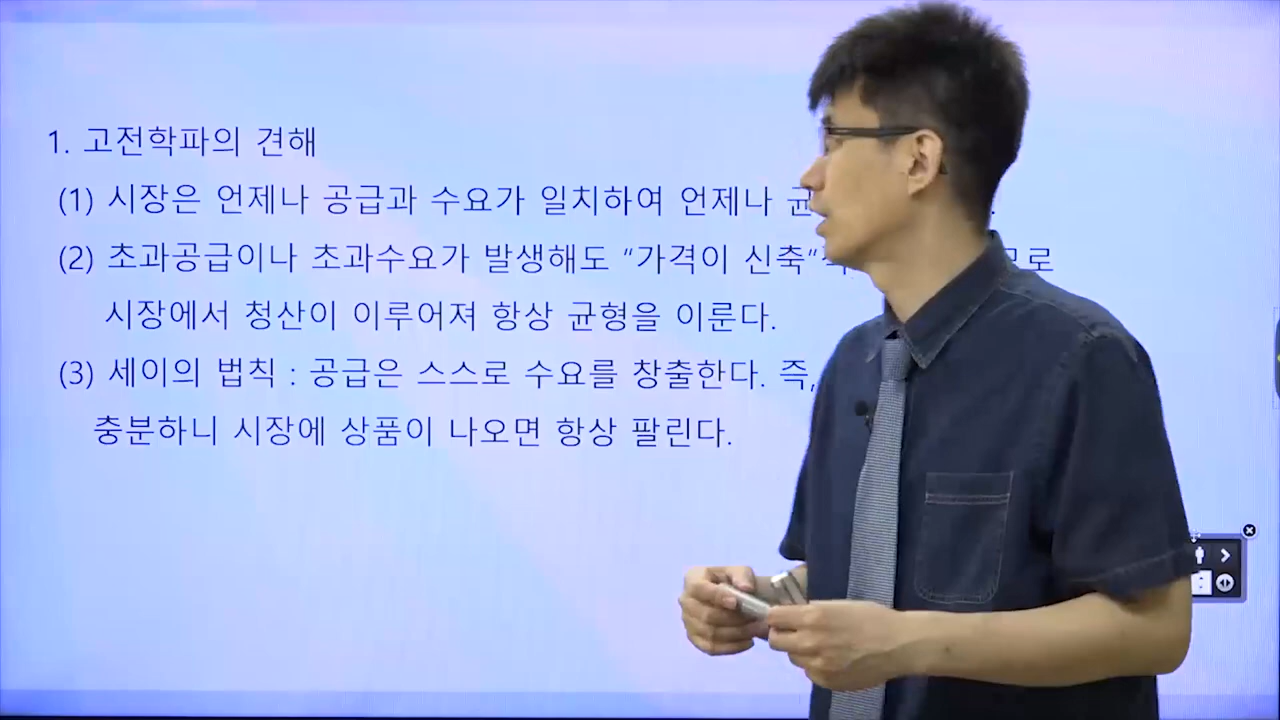 1. 고전학파의 견해
(1) 시장은 언제나 공급과 수요가 일치하여 언제나
(2) 초과공급이나 초과수요가 발생해도 “가격이 신축”
시장에서 청산이 이루어져 항상 균형을 이룬다.
(3) 세이의 법칙 : 공급은 스스로 수요를 창출한다. 즉,
충분하니 시장에 상품이 나오면 항상 팔린다.